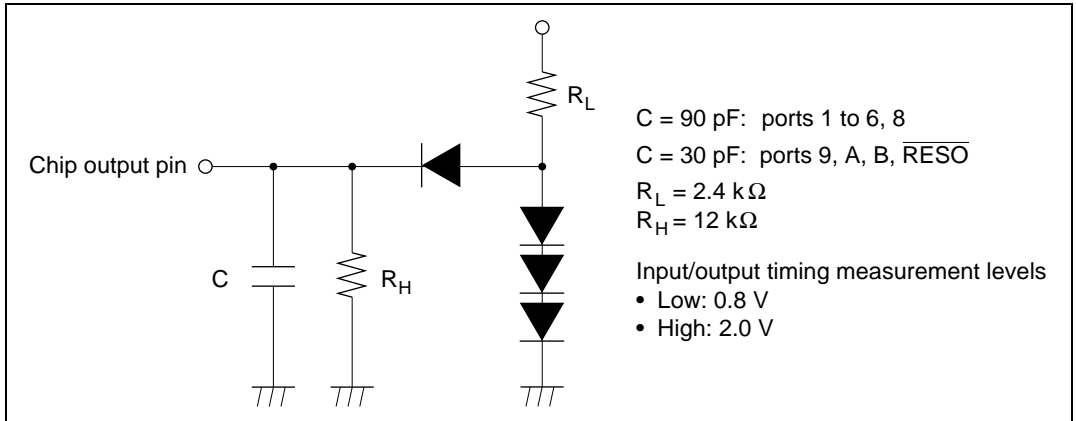 R_L
Chip output pin
C
R_H
C = 90 pF: ports 1 to 6, 8
C = 30 pF: ports 9, A, B, R̅E̅S̅O̅
R_L = 2.4 kΩ
R_H = 12 kΩ
Input/output timing measurement levels
• Low: 0.8 V
• High: 2.0 V